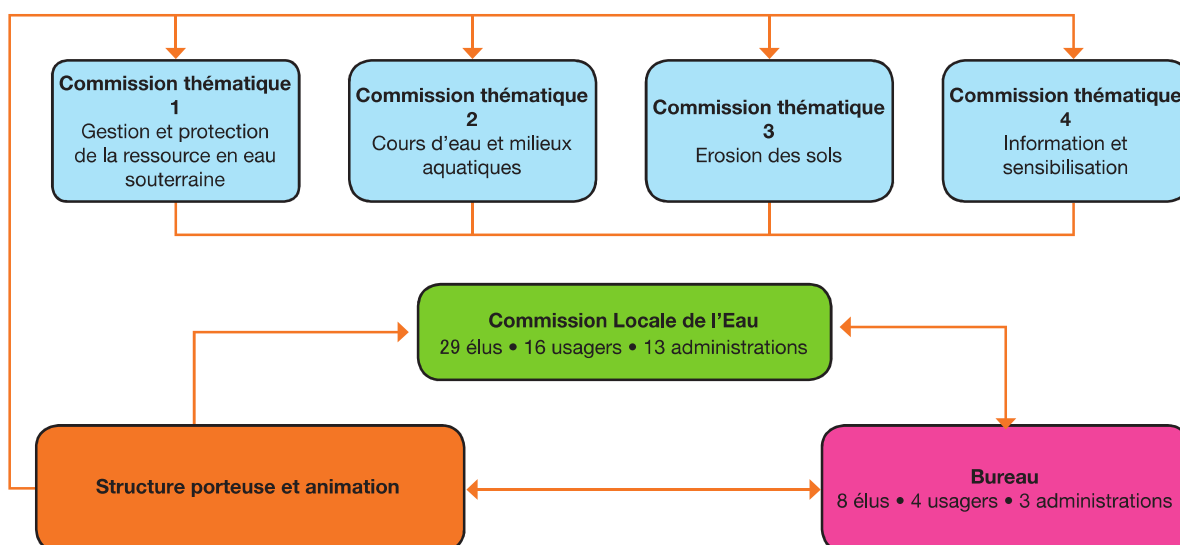 Commission thématique
1
Gestion et protection
de la ressource en eau
souterraine
Commission thématique
2
Cours d'eau et milieux
aquatiques
Commission thématique
3
Erosion des sols
Commission thématique
4
Information et
sensibilisation
Commission Locale de l'Eau
29 élus • 16 usagers • 13 administrations
Structure porteuse et animation
Bureau
8 élus • 4 usagers • 3 administrations